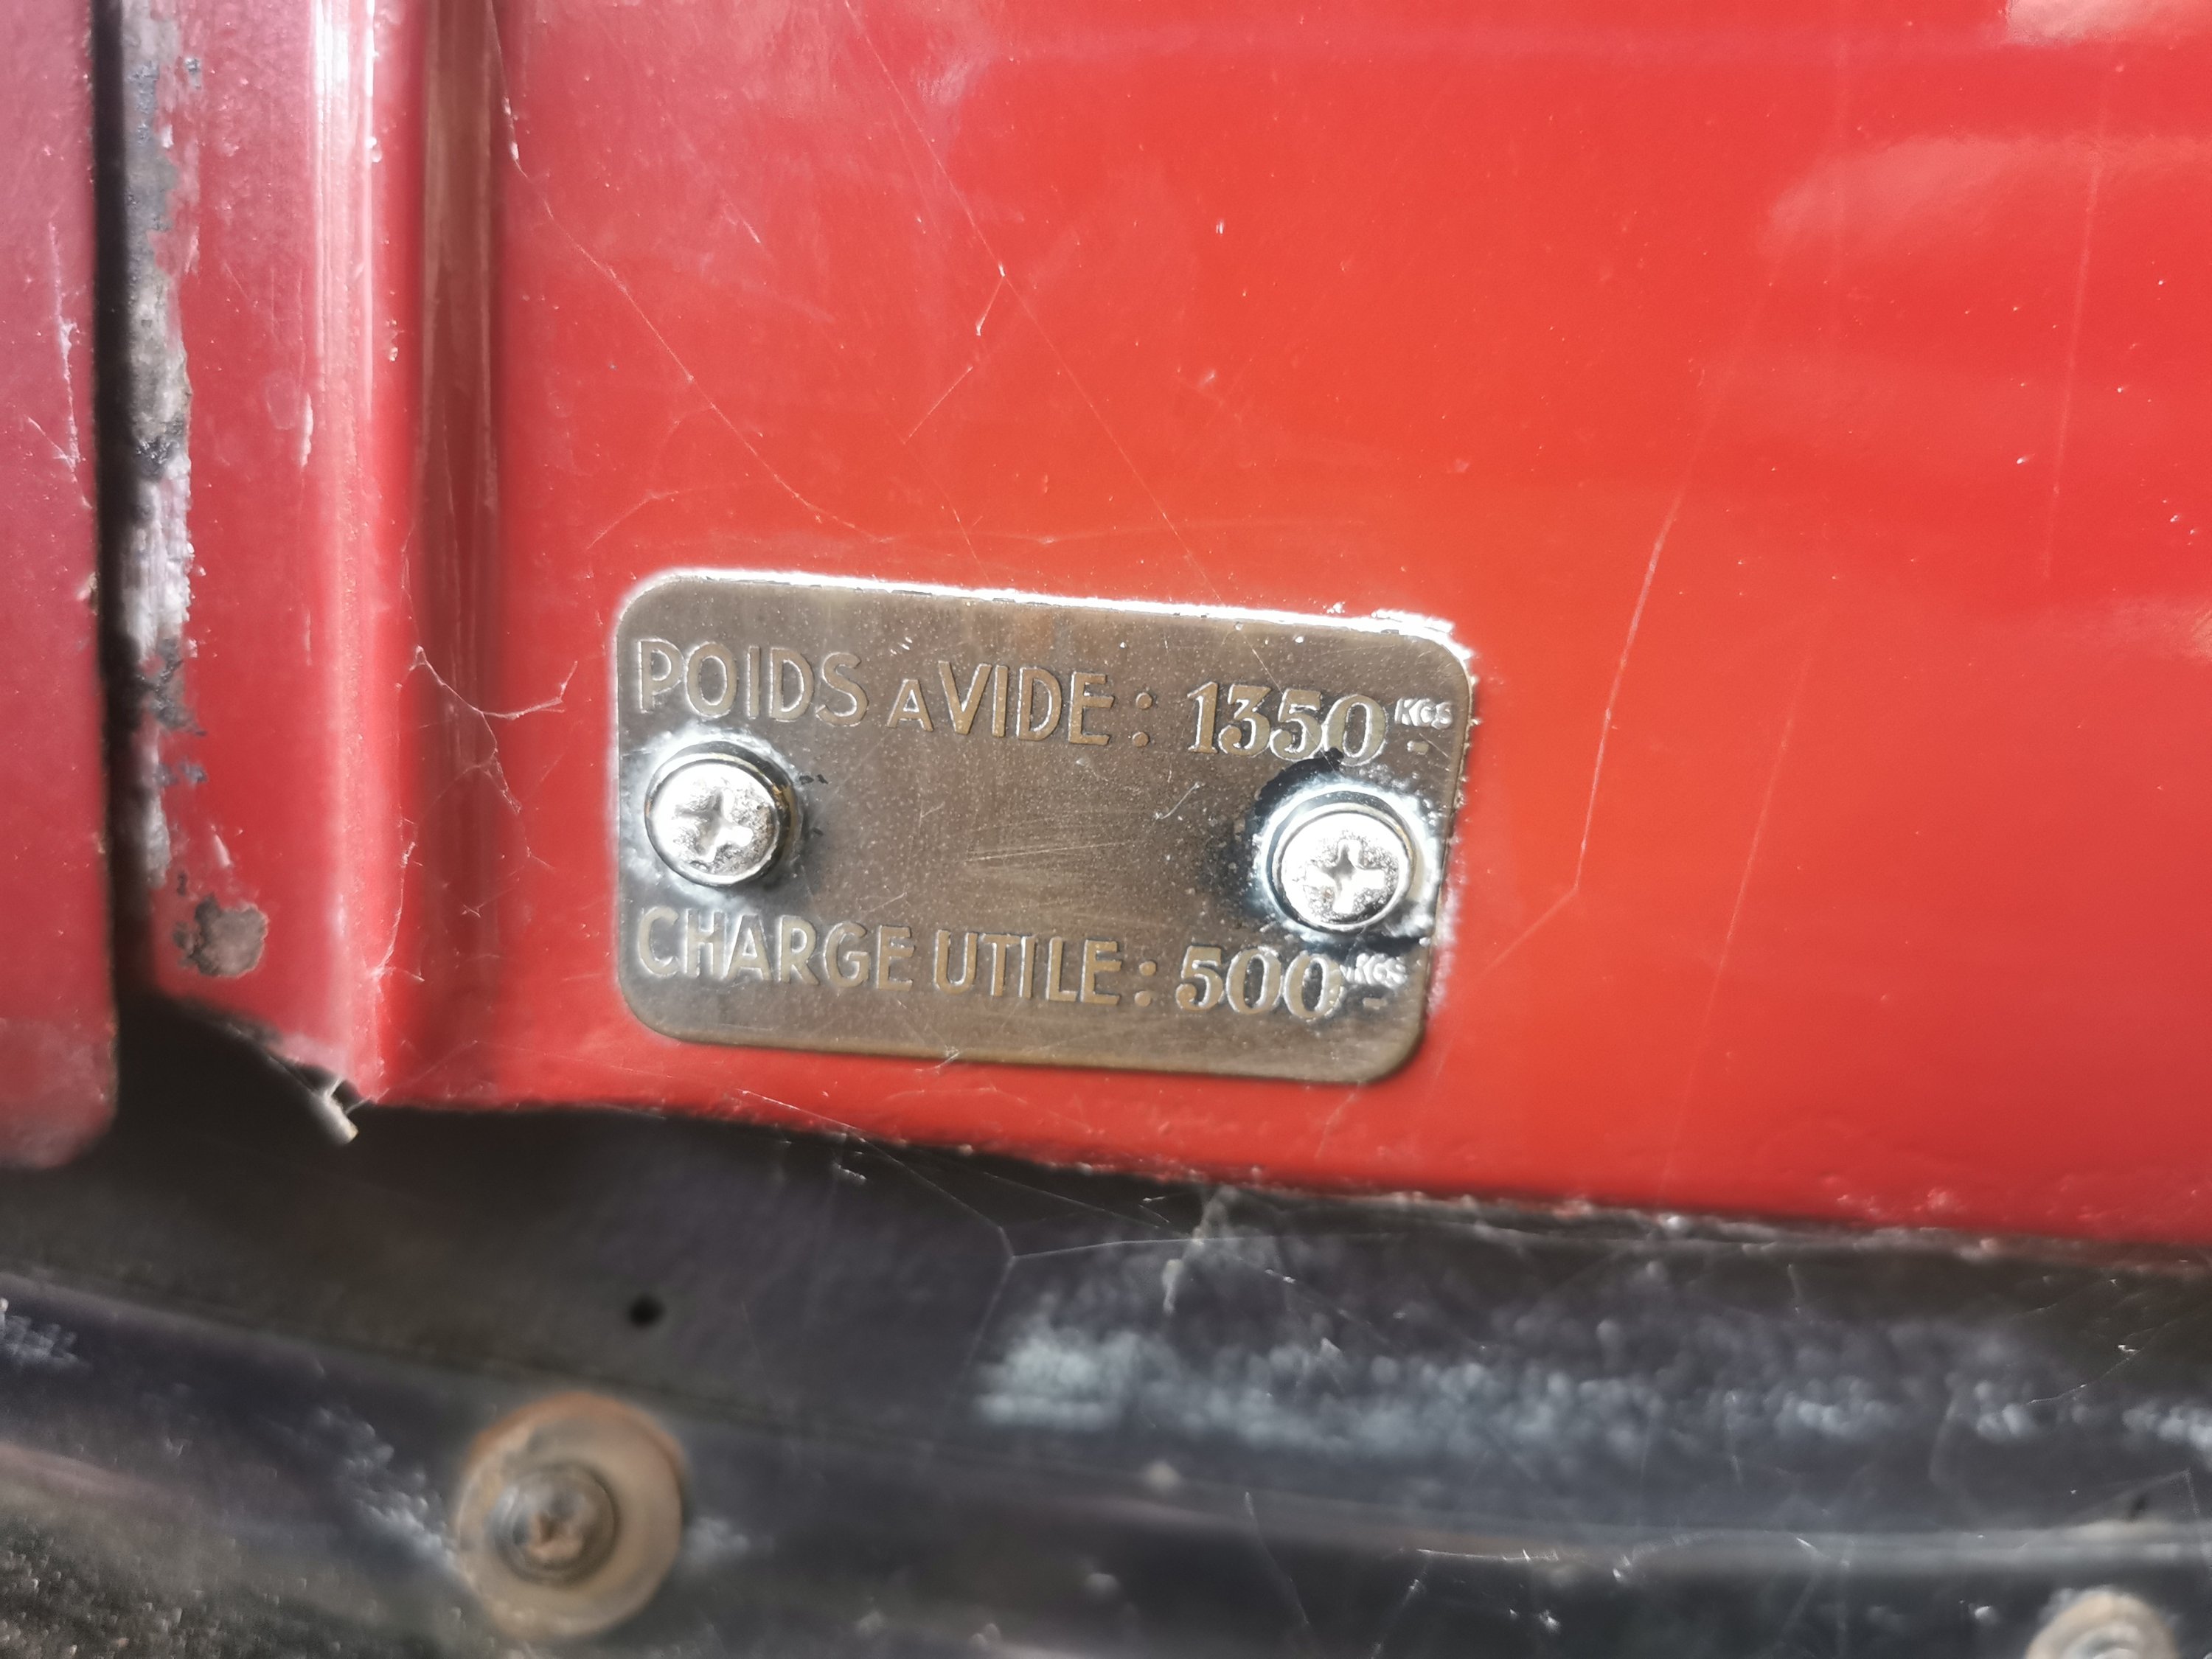 POIDS A VIDE : 1350 KGS
CHARGE UTILE : 500 KGS